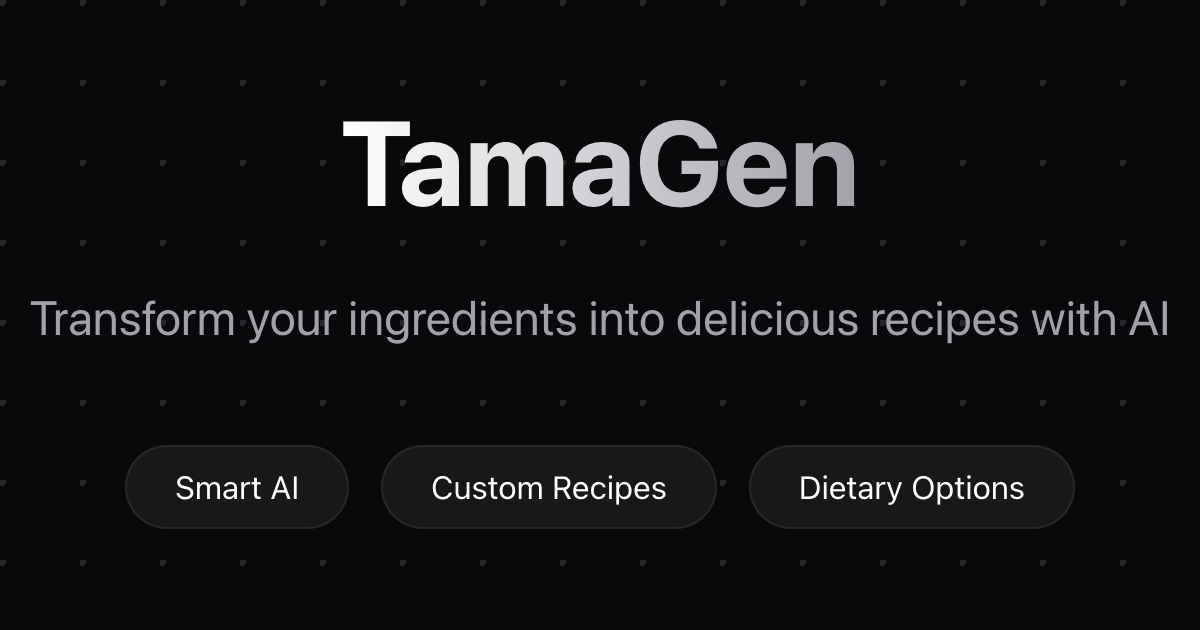 TamaGen
Transform your ingredients into delicious recipes with AI
Smart AI
Custom Recipes
Dietary Options